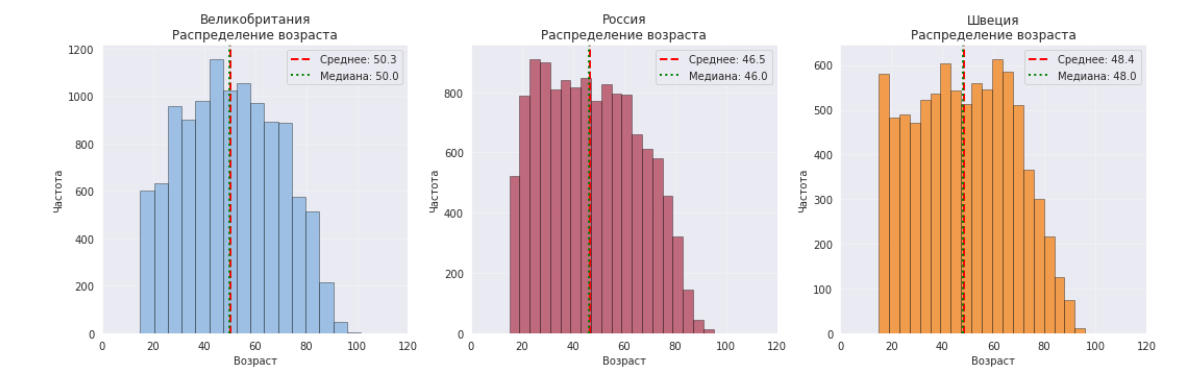 Великобритания
Распределение возраста
Среднее: 50.3
Медиана: 50.0
Частота
1200
1000
800
600
400
200
0
0 20 40 60 80 100 120
Возраст
Россия
Распределение возраста
Среднее: 46.5
Медиана: 46.0
Частота
800
600
400
200
0
0 20 40 60 80 100 120
Возраст
Швеция
Распределение возраста
Среднее: 48.4
Медиана: 48.0
Частота
600
500
400
300
200
100
0
0 20 40 60 80 100 120
Возраст